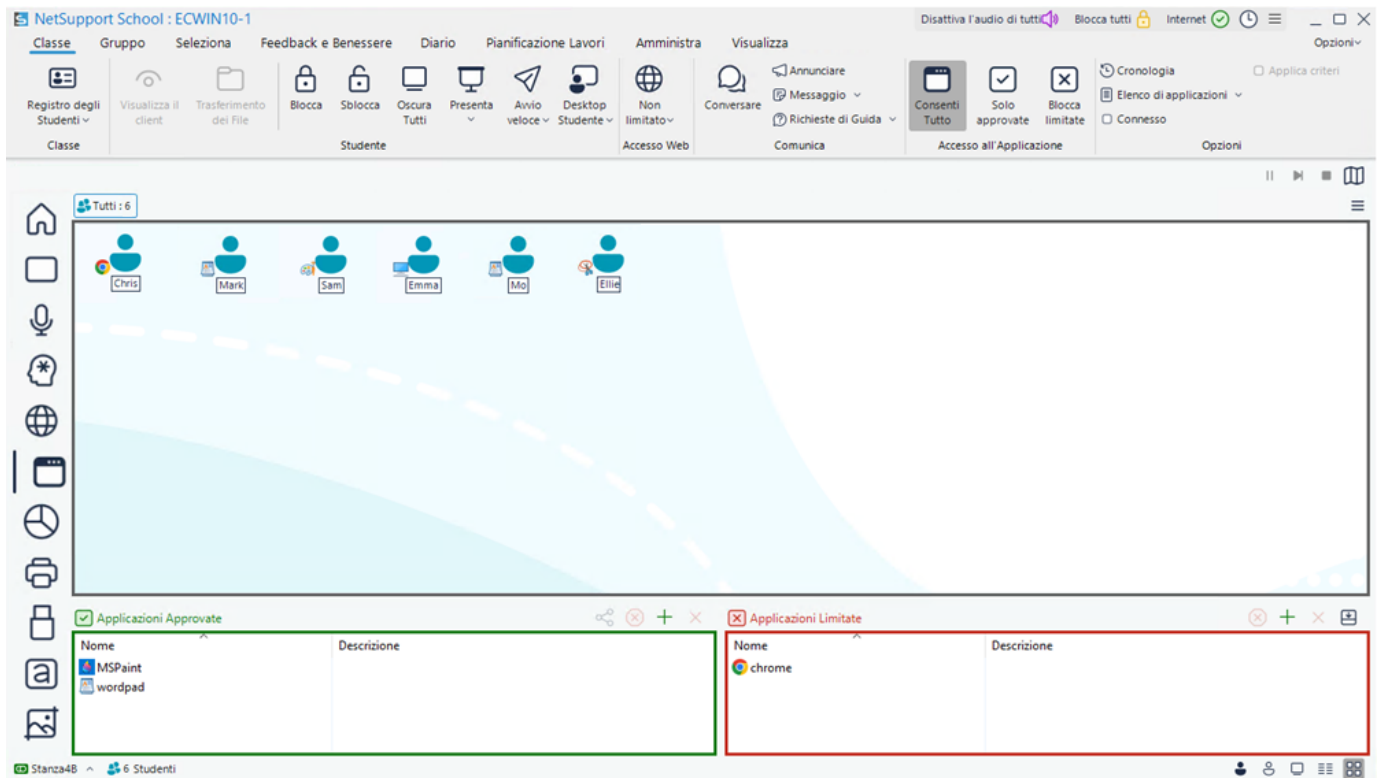 NetSupport School : ECWIN10-1
Disattiva l'audio di tutti
Blocca tutti
Internet
Classe
Gruppo
Seleziona
Feedback e Benessere
Diario
Pianificazione Lavori
Amministra
Visualizza
Opzioni
Registro degli
Studenti
Visualizza il
client
Trasferimento
dei File
Blocca
Sblocca
Oscura
Tutti
Presenta
Avvio
veloce
Desktop
Studente
Non
limitato
Conversare
Annunciare
Messaggio
Richieste di Guida
Consenti
Tutto
Solo
approvate
Blocca
limitate
Cronologia
Elenco di applicazioni
Connesso
Applica criteri
Classe
Studente
Accesso Web
Comunica
Accesso all'Applicazione
Opzioni
Tutti : 6
Chris
Mark
Sam
Emma
Mo
Ellie
Applicazioni Approvate
Nome
Descrizione
MSPaint
wordpad
Applicazioni Limitate
Nome
Descrizione
chrome
Stanza4B
6 Studenti